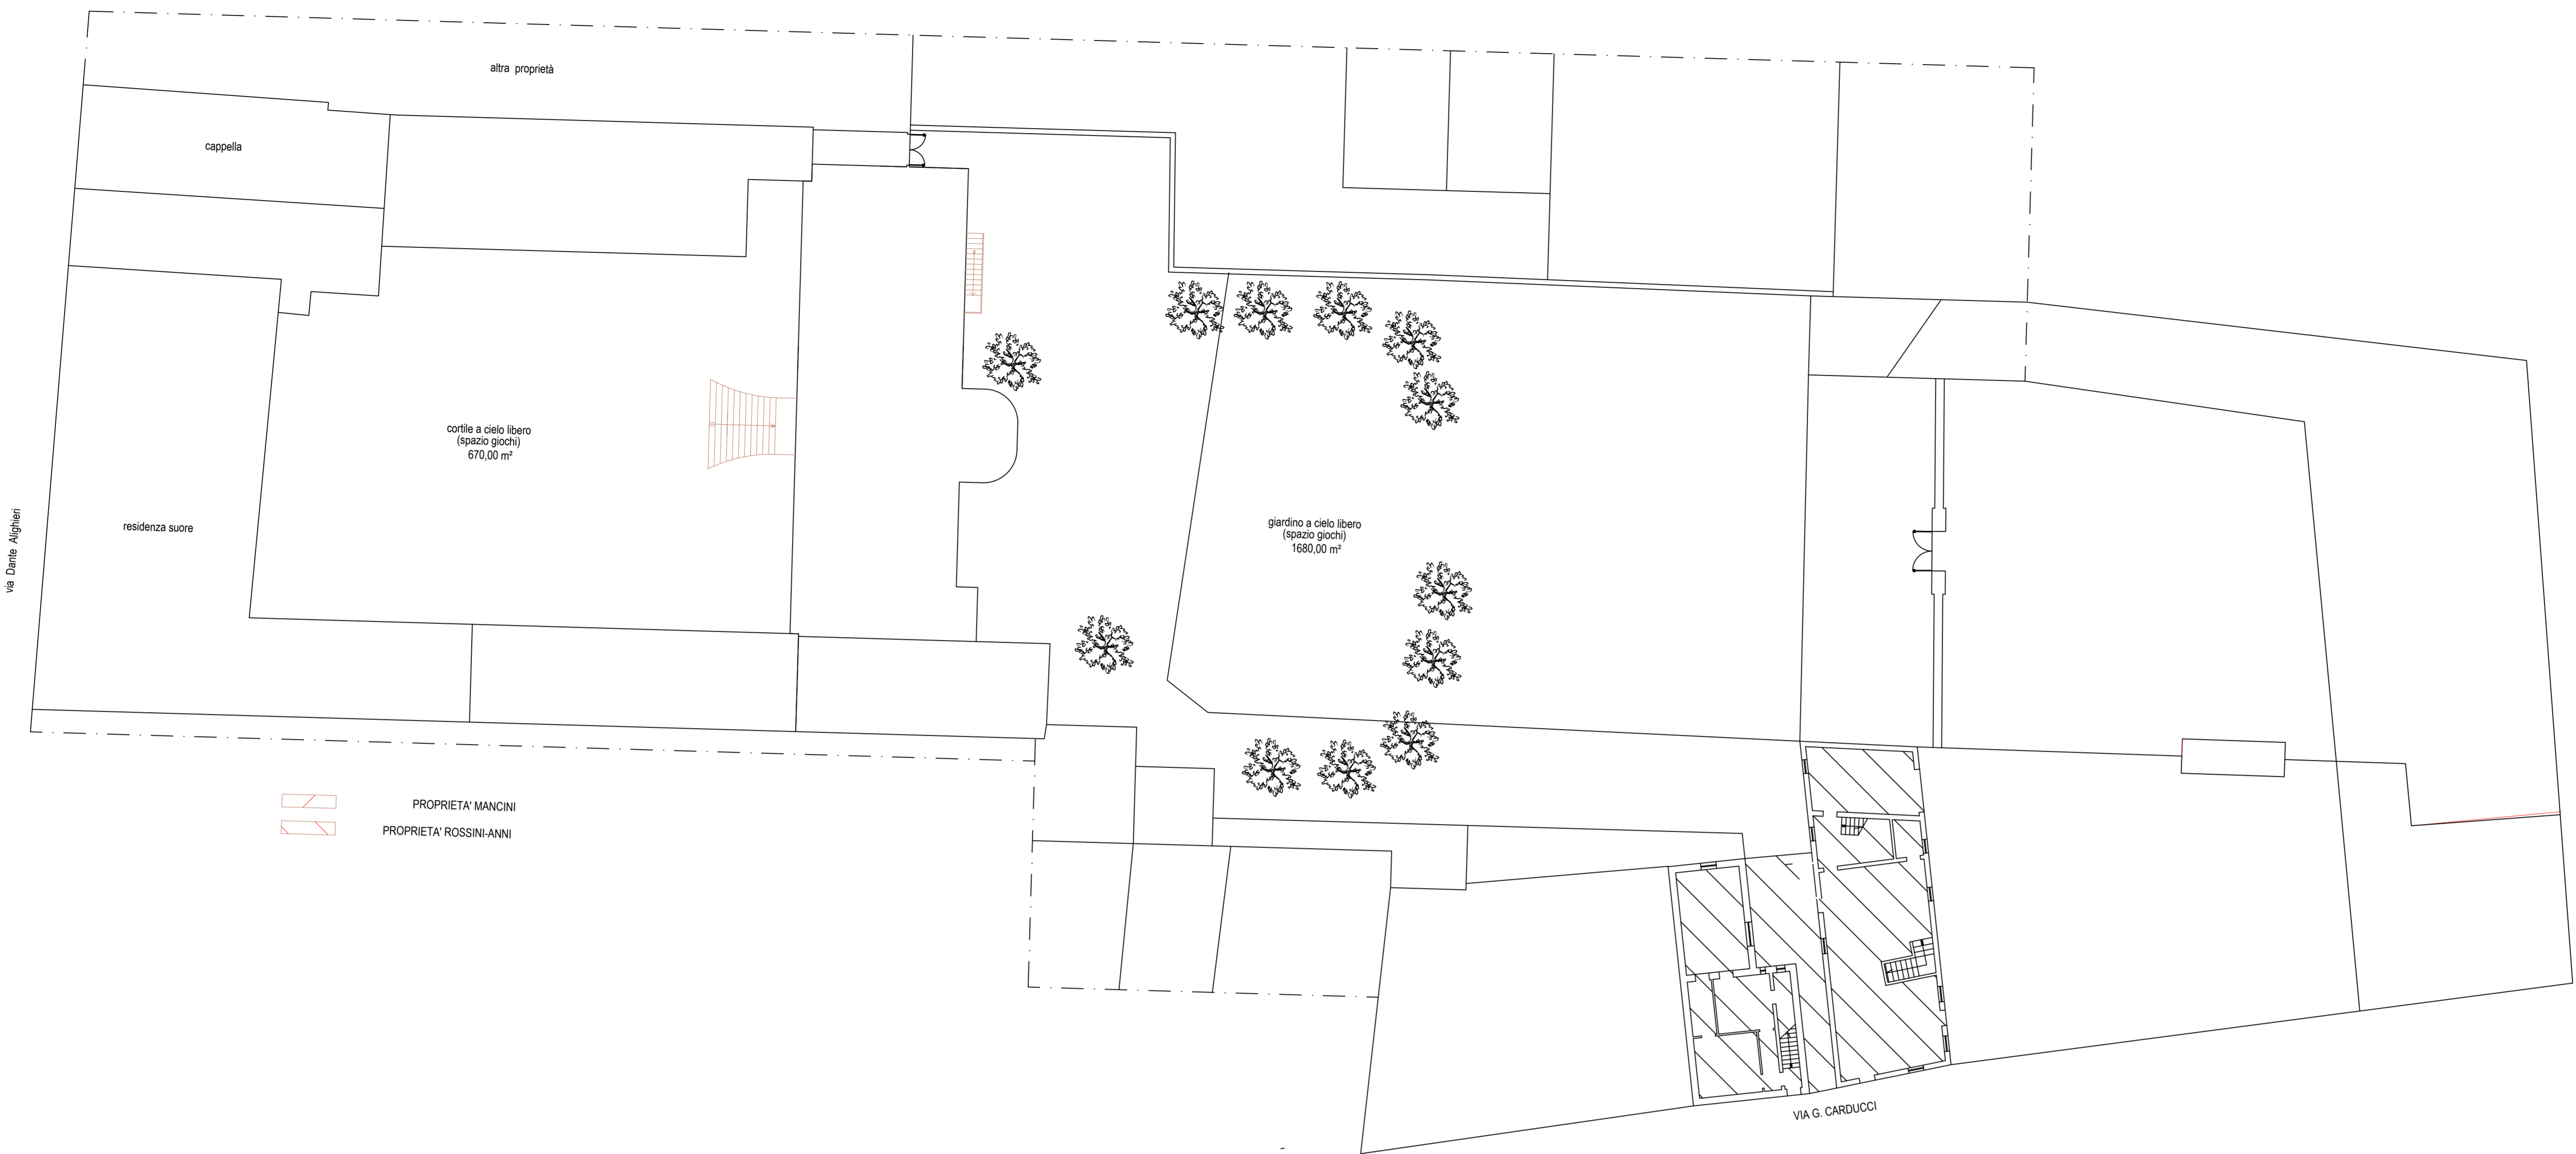 altra proprietà
cappella
cortile a cielo libero
(spazio giochi)
670,00 m²
residenza suore
via Dante Alighieri
giardino a cielo libero
(spazio giochi)
1680,00 m²
PROPRIETA' MANCINI
PROPRIETA' ROSSINI-ANNI
VIA G. CARDUCCI